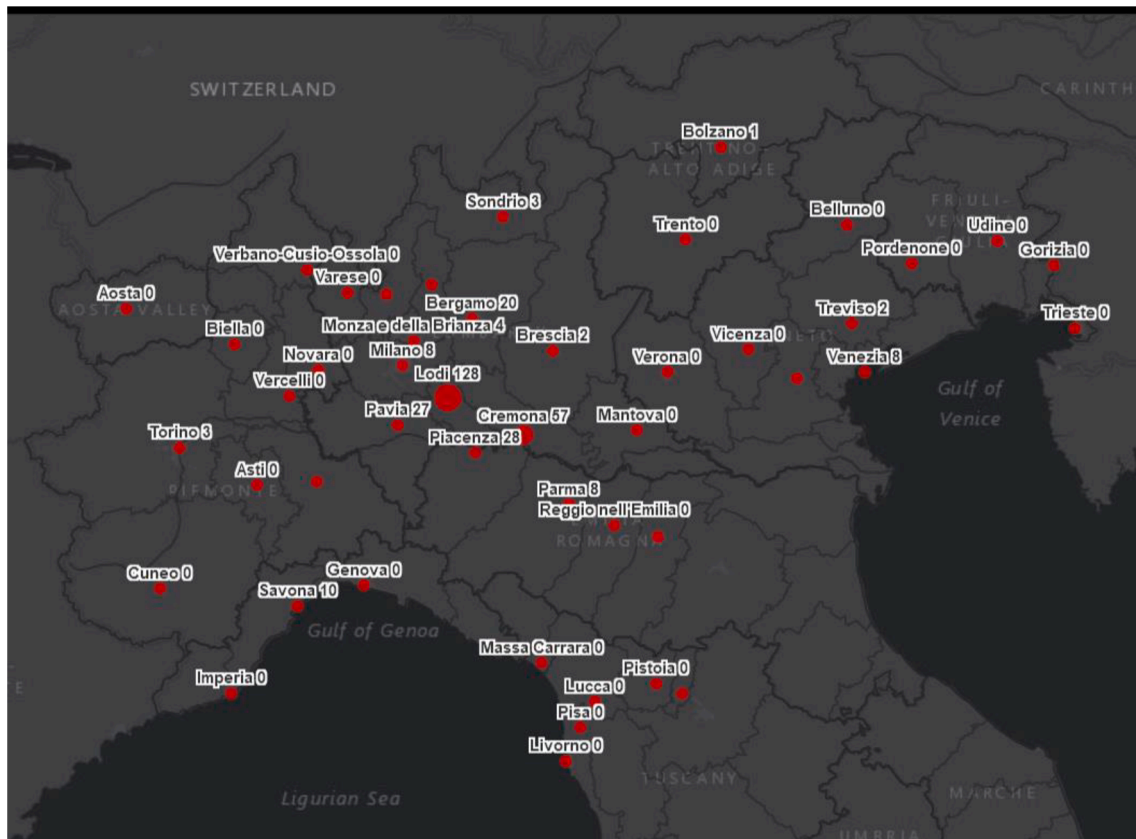 SWITZERLAND
CARINTH
Bolzano 1
TRENTINO-
ALTO ADIGE
Sondrio 3
Trento 0
Belluno 0
FRIULI-
Udine 0
Pordenone 0
Gorizia 0
Verbano-Cusio-Ossola 0
Varese 0
Aosta 0
AOSTA VALLEY
Bergamo 20
Treviso 2
Trieste 0
Biella 0
Monza e della Brianza 4
Brescia 2
Vicenza 0
Novara 0
Milano 8
Verona 0
Venezia 8
Lodi 128
Vercelli 0
Gulf of
Venice
Pavia 27
Cremona 57
Mantova 0
Torino 3
Piacenza 28
Asti 0
PIEMONTE
Parma 8
Reggio nell'Emilia 0
ROMAGNA
Cuneo 0
Genova 0
Savona 10
Gulf of Genoa
Massa Carrara 0
Pistoia 0
Imperia 0
Lucca 0
Pisa 0
Livorno 0
TUSCANY
Ligurian Sea
MARCHE
UMBRIA